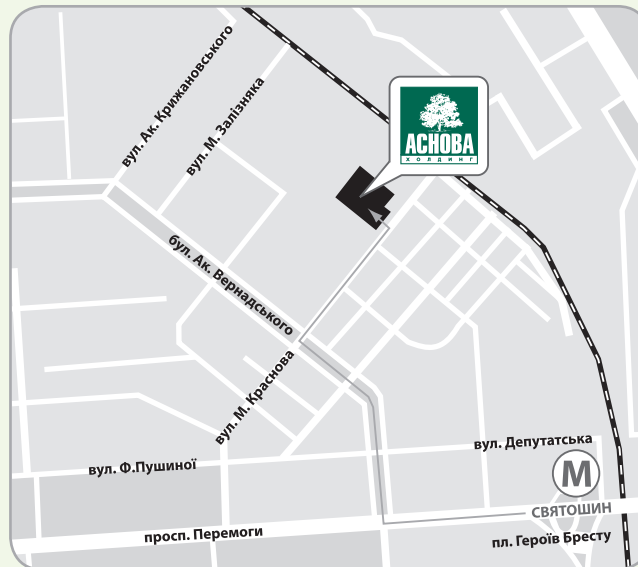 вул. Ак. Крижановського
вул. М. Залізняка
АСНОВА
ХОЛДИНГ
бул. Ак. Вернадського
вул. М. Краснова
вул. Депутатська
вул. Ф.Пушиної
М
СВЯТОШИН
просп. Перемоги
пл. Героїв Бресту